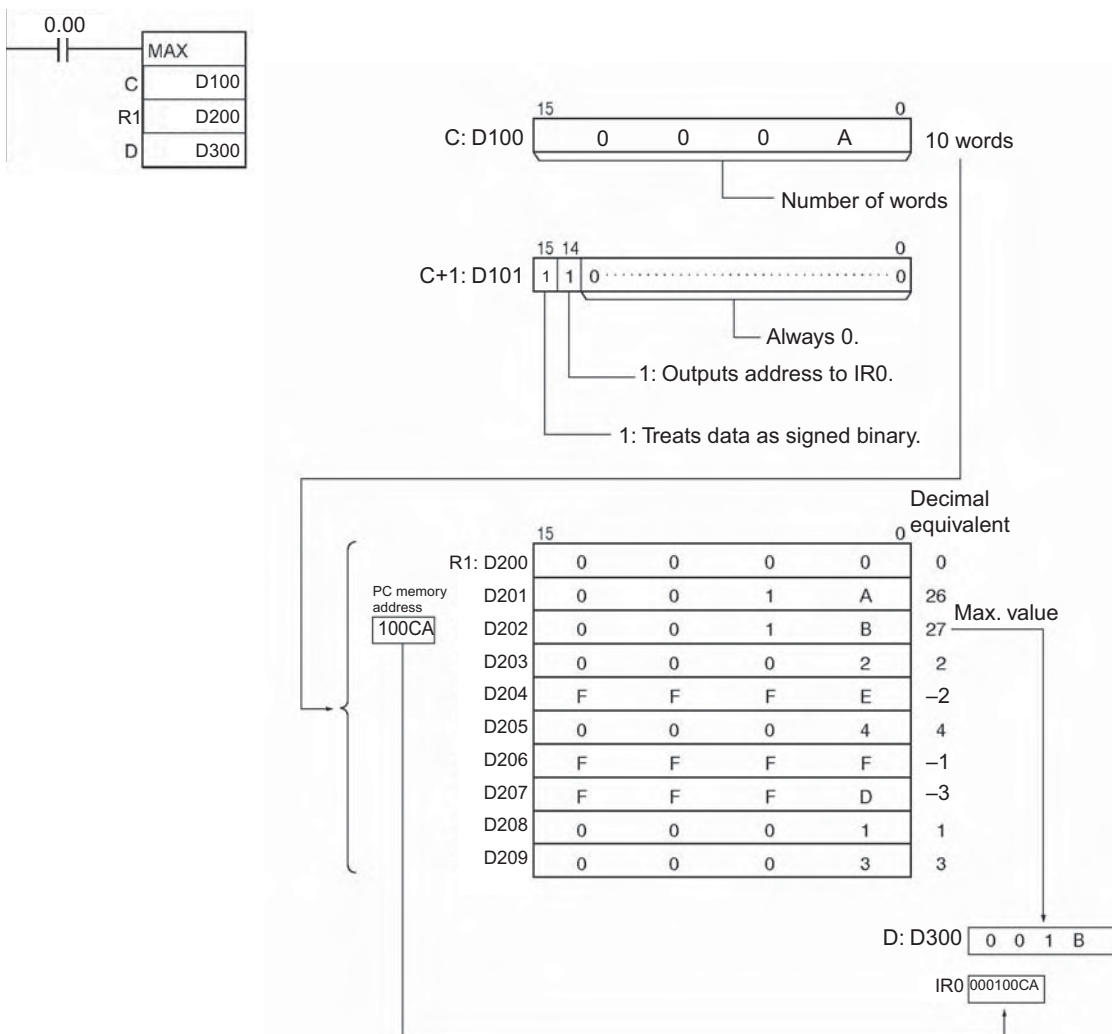 0.00
MAX
C D100
R1 D200
D D300
15 0
C: D100 0 0 0 A 10 words
Number of words
15 14 0
C+1: D101 1 1 0 0
Always 0.
1: Outputs address to IR0.
1: Treats data as signed binary.
Decimal
equivalent
15 0
R1: D200 0 0 0 0 0
PC memory
address
100CA
D201 0 0 1 A 26
Max. value
D202 0 0 1 B 27
D203 0 0 0 2 2
D204 F F F E –2
D205 0 0 0 4 4
D206 F F F F –1
D207 F F F D –3
D208 0 0 0 1 1
D209 0 0 0 3 3
D: D300 0 0 1 B
IR0 000100CA